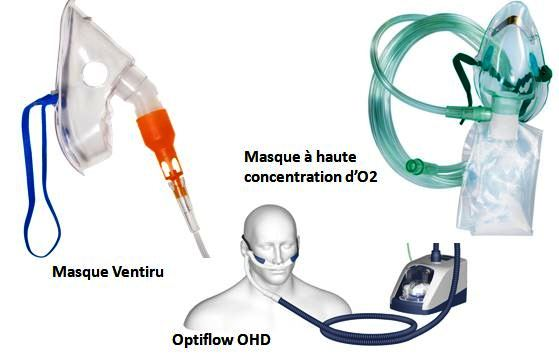 Masque à haute
concentration d'O2
Masque Ventiru
Optiflow OHD